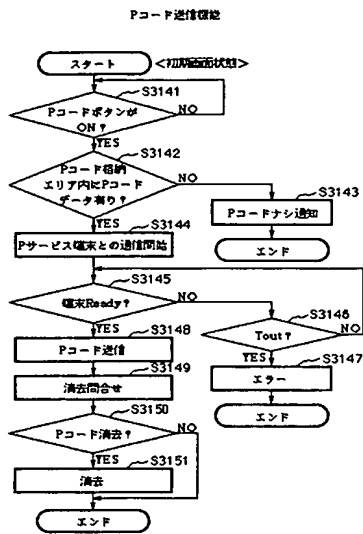 Pコード送信機能
スタート <初期画面状態>
S3141
Pコードボタンが
ON?
NO
YES
S3142
Pコード格納
エリア内にPコード
データ有り?
NO
S3143
Pコードナシ通知
エンド
YES
S3144
Pサービス端末との通信開始
S3145
端末Ready?
NO
S3146
Tout?
NO
YES
S3147
エラー
エンド
YES
S3148
Pコード送信
S3149
消去問合せ
S3150
Pコード消去?
NO
YES
S3151
消去
エンド